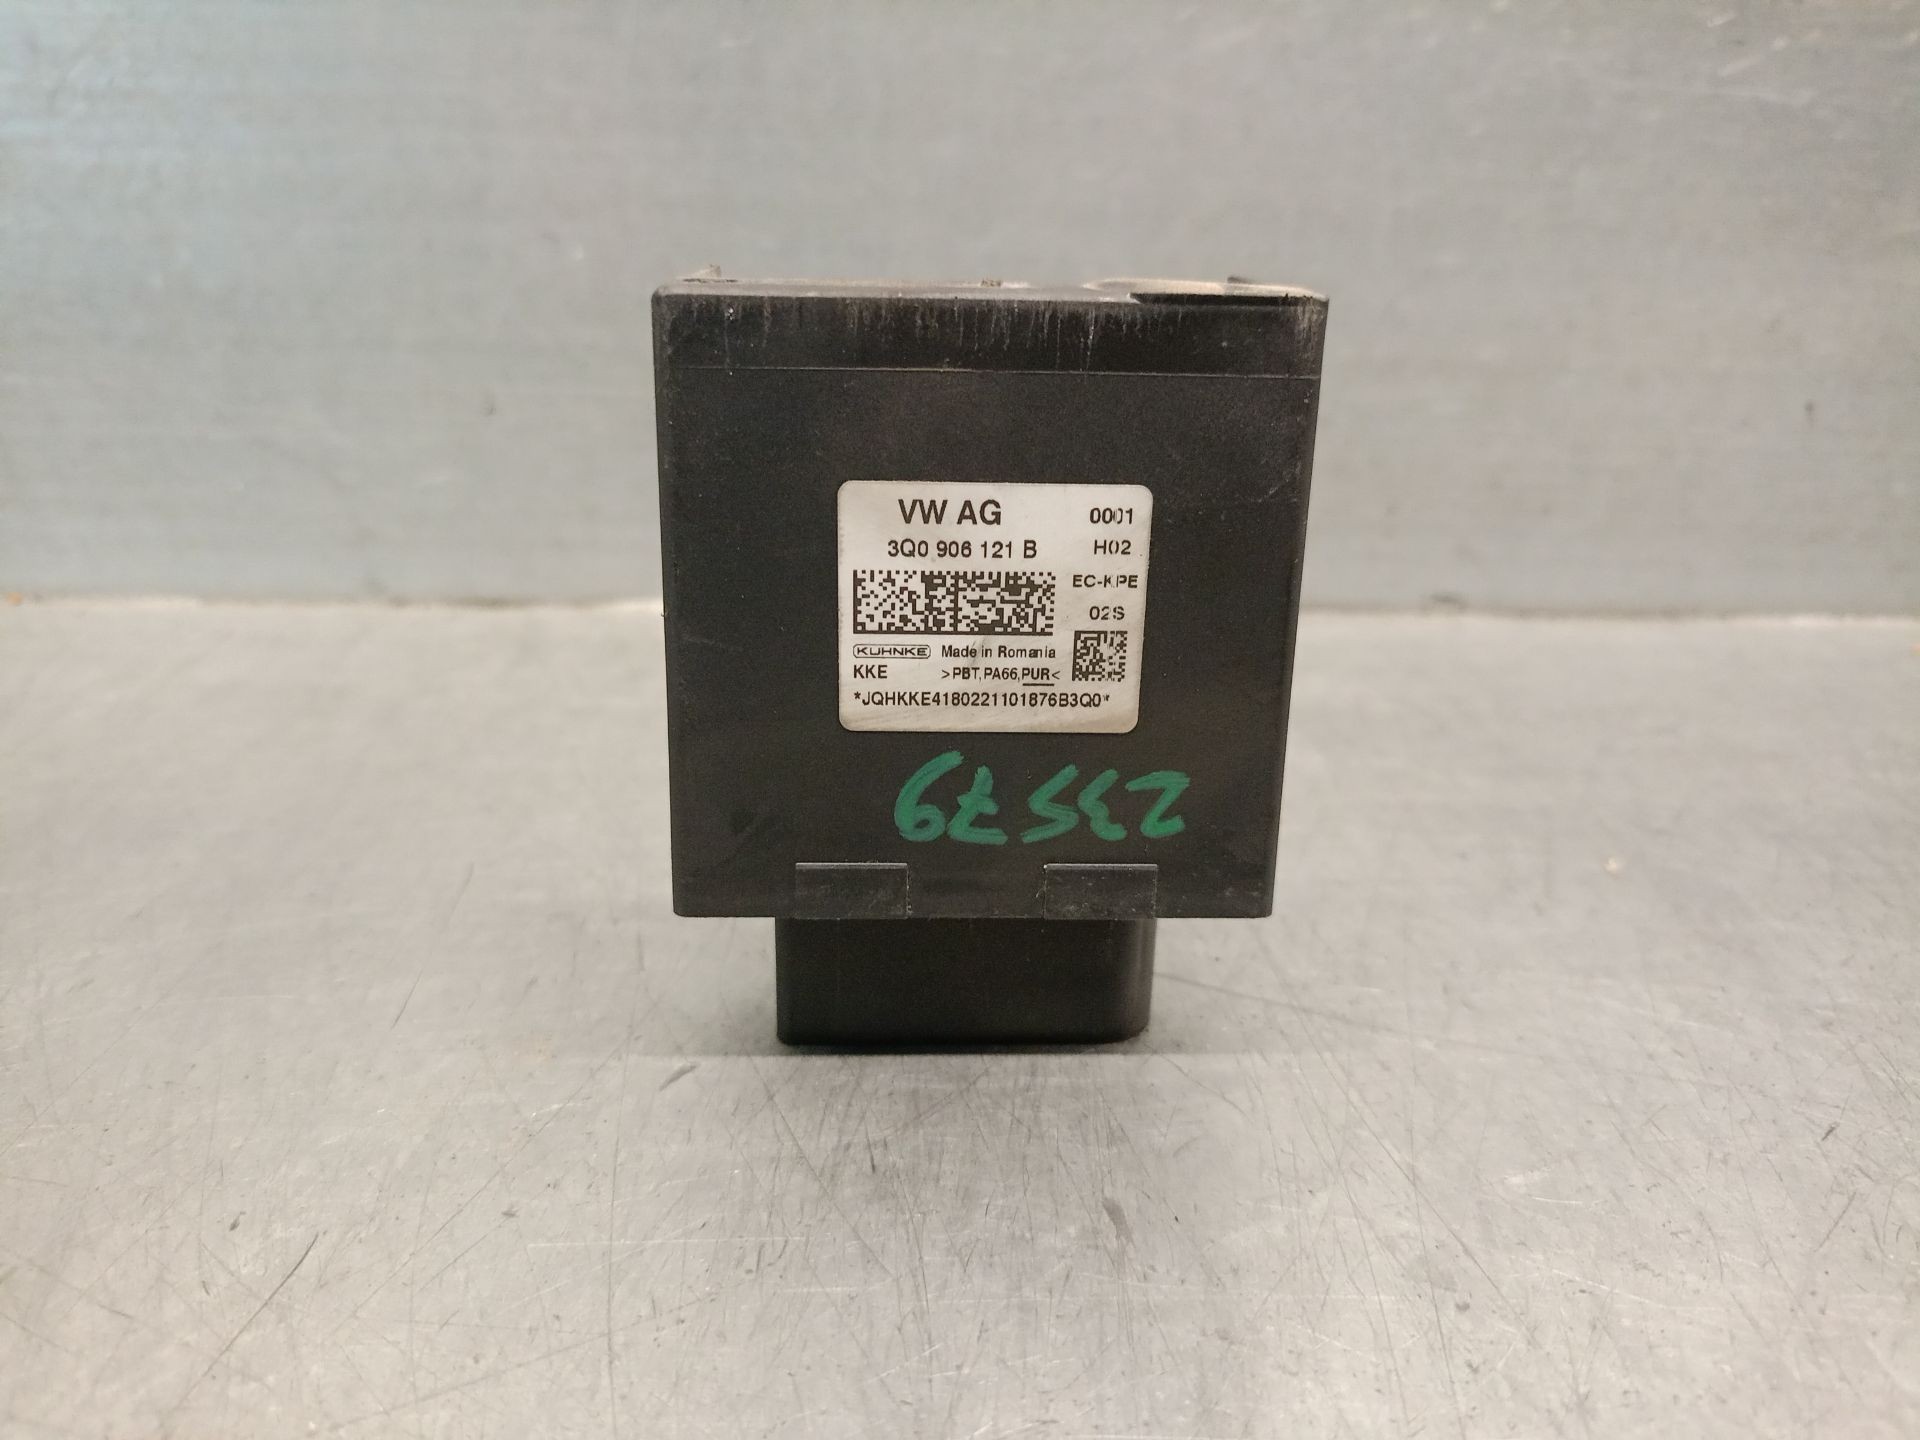 VW AG 0001
3Q0 906 121 B H02
EC-KPE
02S
KUHNKE Made in Romania
KKE >PBT,PA66,PUR<
*JQHKKE4180221101876B3Q0*
23579